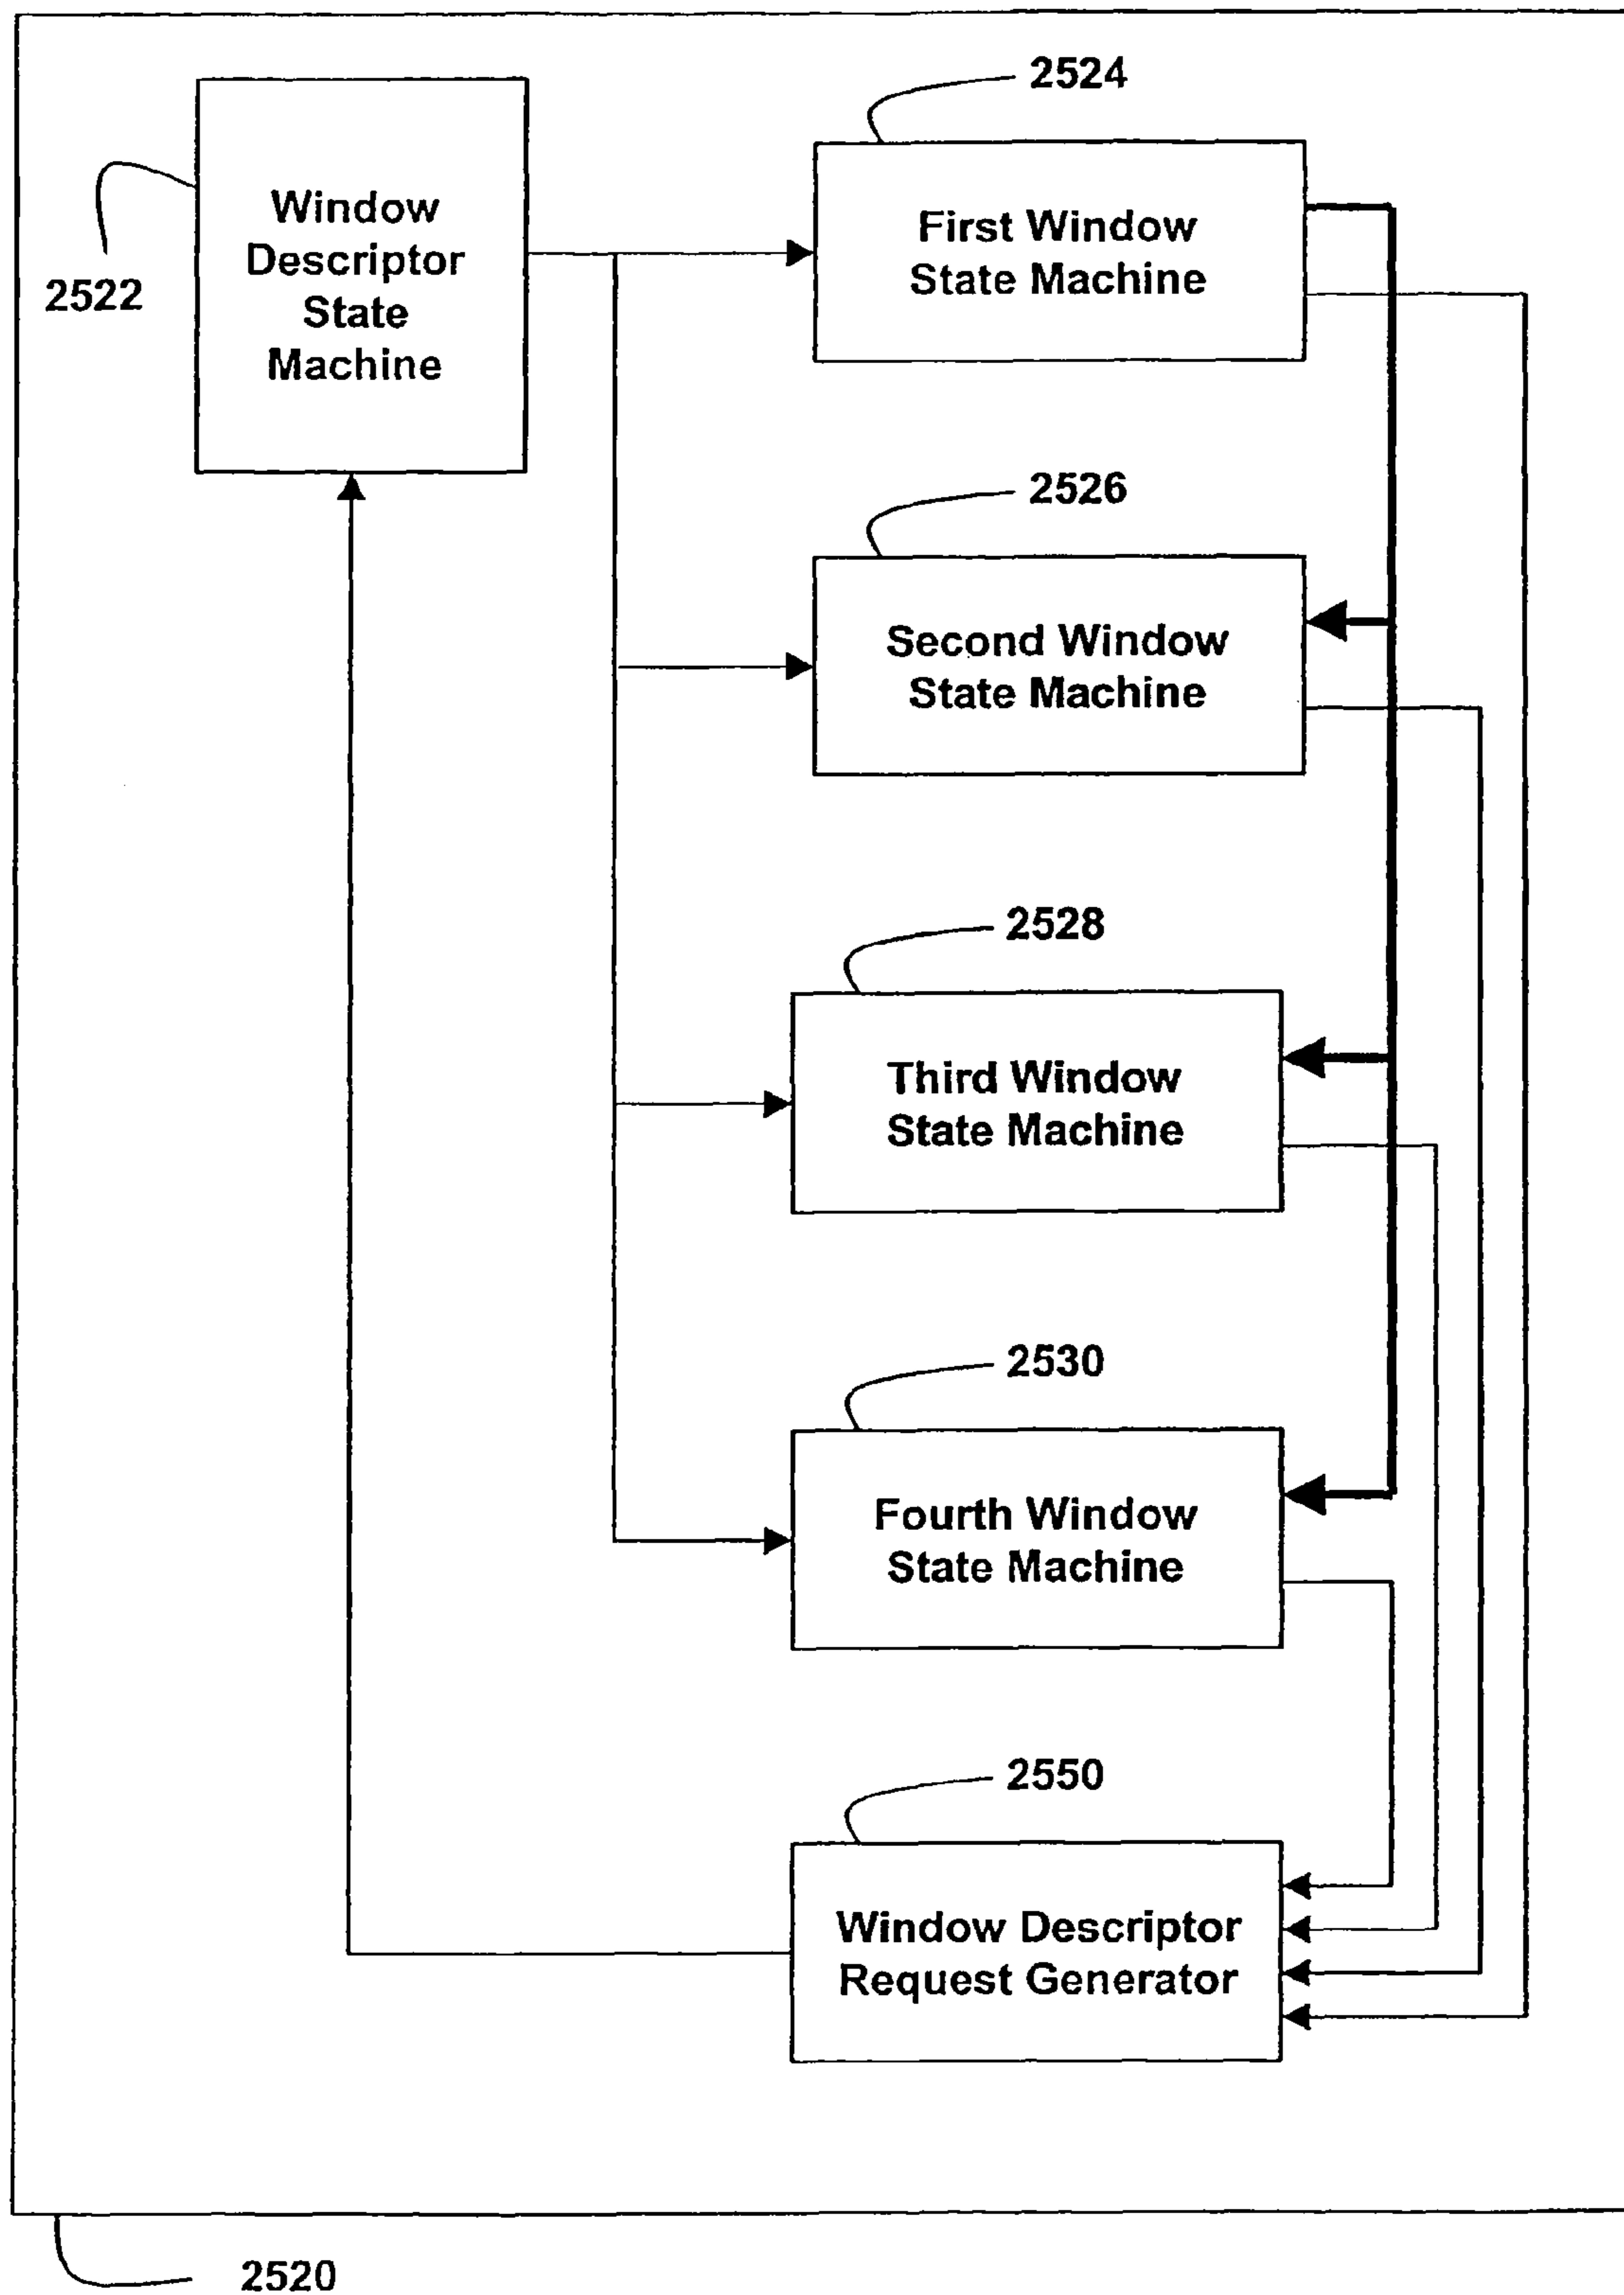 2524
Window
Descriptor
State
Machine
2522
First Window
State Machine
2526
Second Window
State Machine
2528
Third Window
State Machine
2530
Fourth Window
State Machine
2550
Window Descriptor
Request Generator
2520